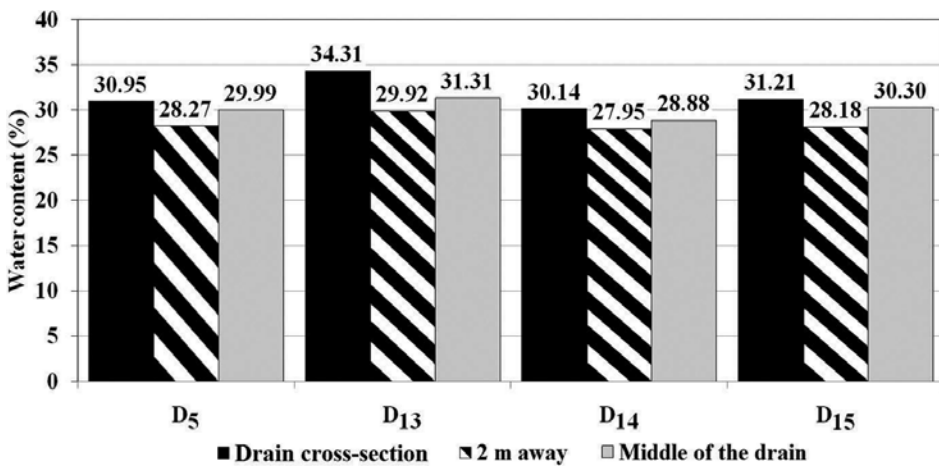 40
35
30
25
20
15
10
5
0
Water content (%)
30.95 28.27 29.99
34.31 29.92 31.31
30.14 27.95 28.88
31.21 28.18 30.30
D5 D13 D14 D15
Drain cross-section 2 m away Middle of the drain